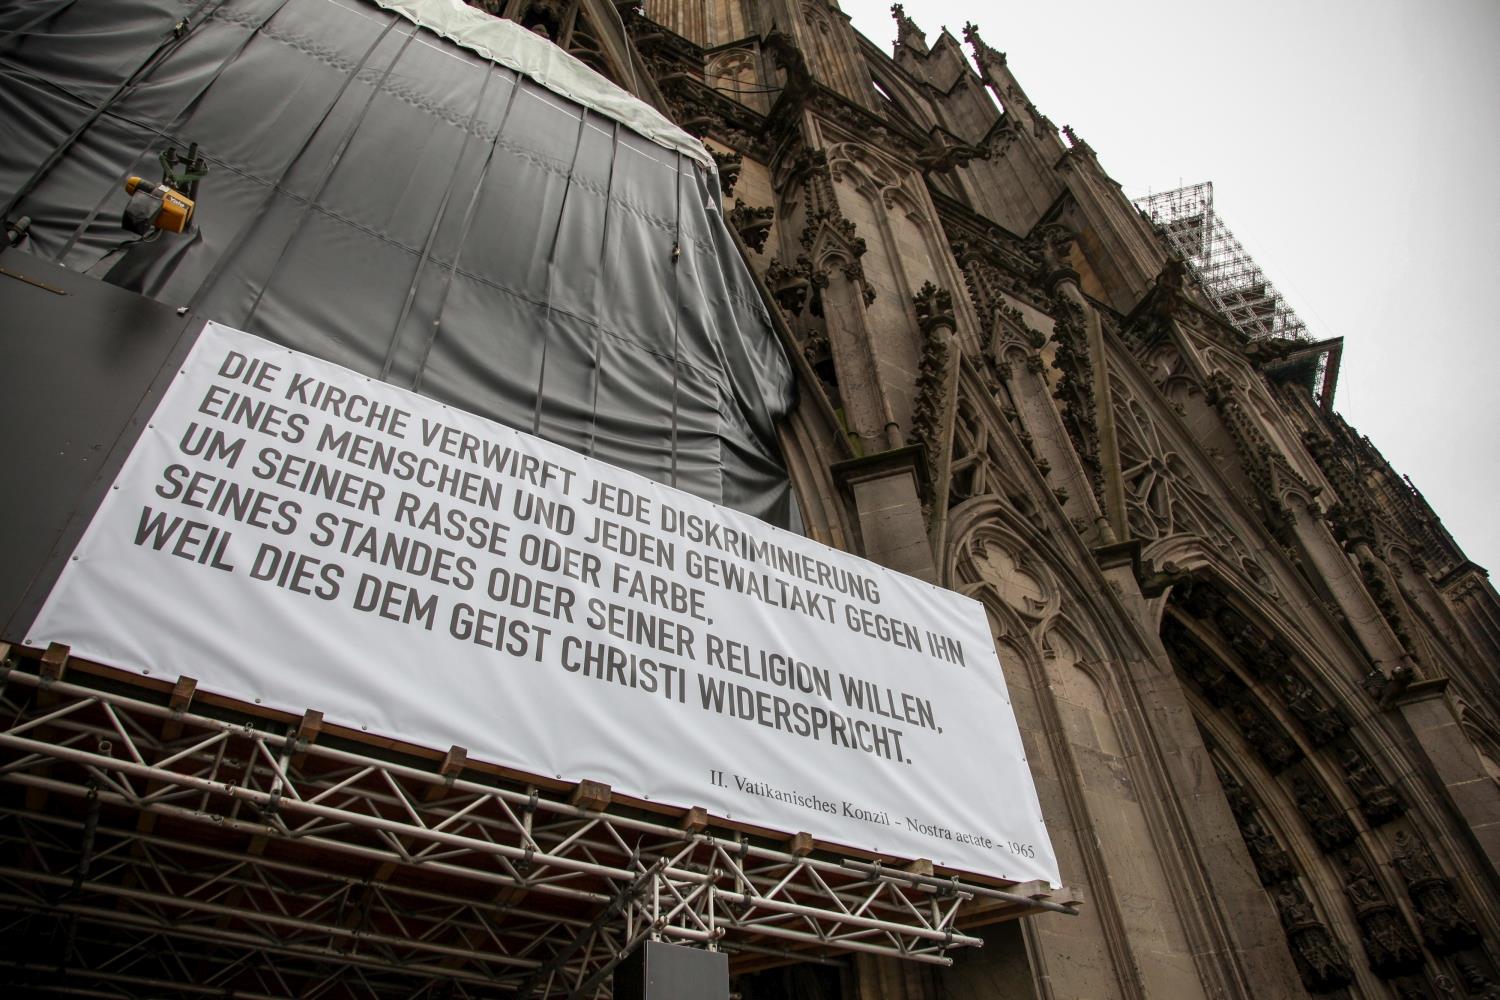 DIE KIRCHE VERWIRFT JEDE DISKRIMINIERUNG
EINES MENSCHEN UND JEDEN GEWALTAKT GEGEN IHN
UM SEINER RASSE ODER FARBE,
SEINES STANDES ODER SEINER RELIGION WILLEN,
WEIL DIES DEM GEIST CHRISTI WIDERSPRICHT.
II. Vatikanisches Konzil - Nostra aetate - 1965
Yale